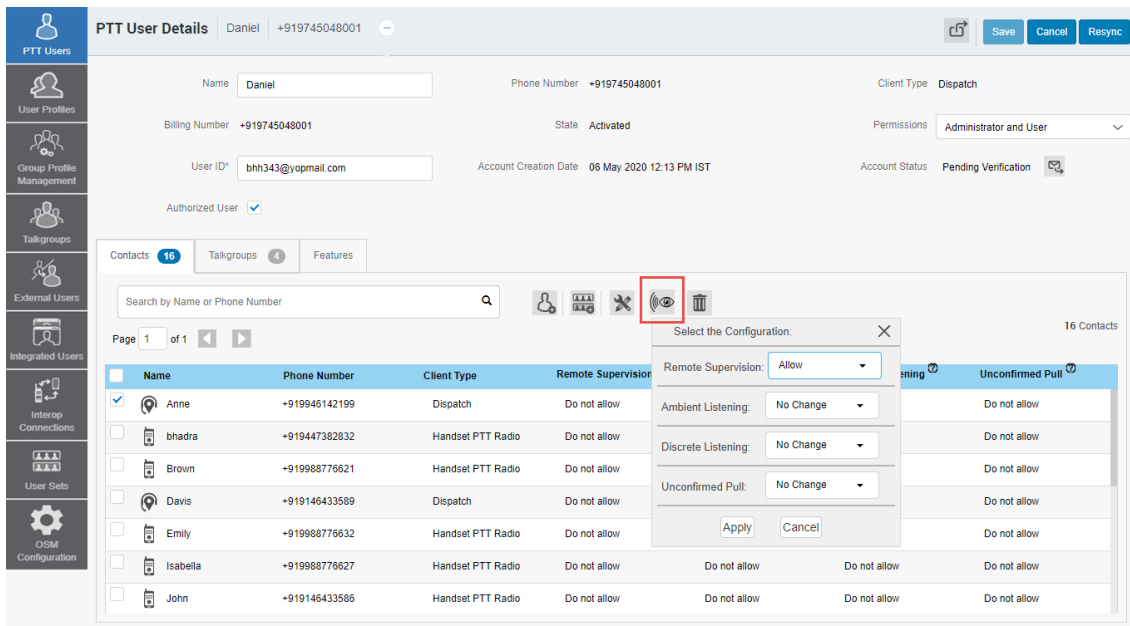 PTT User Details Daniel +919745048001
Save Cancel Resync
PTT Users
User Profiles
Group Profile
Management
Talkgroups
External Users
Integrated Users
Interop
Connections
User Sets
OSM
Configuration
Name Daniel Phone Number +919745048001 Client Type Dispatch
Billing Number +919745048001 State Activated Permissions Administrator and User
User ID* bhh343@yopmail.com Account Creation Date 06 May 2020 12:13 PM IST Account Status Pending Verification
Authorized User
Contacts 16 Talkgroups 4 Features
Search by Name or Phone Number
Page 1 of 1
16 Contacts
Select the Configuration:
Remote Supervision: Allow
Ambient Listening: No Change
Discrete Listening: No Change
Unconfirmed Pull: No Change
Apply Cancel
Name Phone Number Client Type Remote Supervision ening Unconfirmed Pull
Anne +919946142199 Dispatch Do not allow Do not allow
bhadra +919447382832 Handset PTT Radio Do not allow Do not allow
Brown +919988776621 Handset PTT Radio Do not allow Do not allow
Davis +919146433589 Dispatch Do not allow Do not allow
Emily +919988776632 Handset PTT Radio Do not allow Do not allow
Isabella +919988776627 Handset PTT Radio Do not allow Do not allow Do not allow Do not allow
John +919146433586 Handset PTT Radio Do not allow Do not allow Do not allow Do not allow